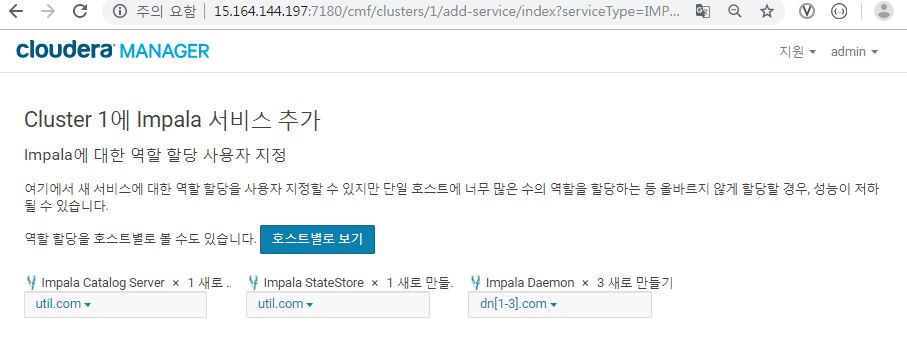 주의 요함 15.164.144.197:7180/cmf/clusters/1/add-service/index?serviceType=IMP...
cloudera MANAGER
지원 admin
Cluster 1에 Impala 서비스 추가
Impala에 대한 역할 할당 사용자 지정
여기에서 새 서비스에 대한 역할 할당을 사용자 지정할 수 있지만 단일 호스트에 너무 많은 수의 역할을 할당하는 등 올바르지 않게 할당할 경우, 성능이 저하
될 수 있습니다.
역할 할당을 호스트별로 볼 수도 있습니다. 호스트별로 보기
Impala Catalog Server × 1 새로 .. Impala StateStore × 1 새로 만들. Impala Daemon × 3 새로 만들기
util.com util.com dn[1-3].com